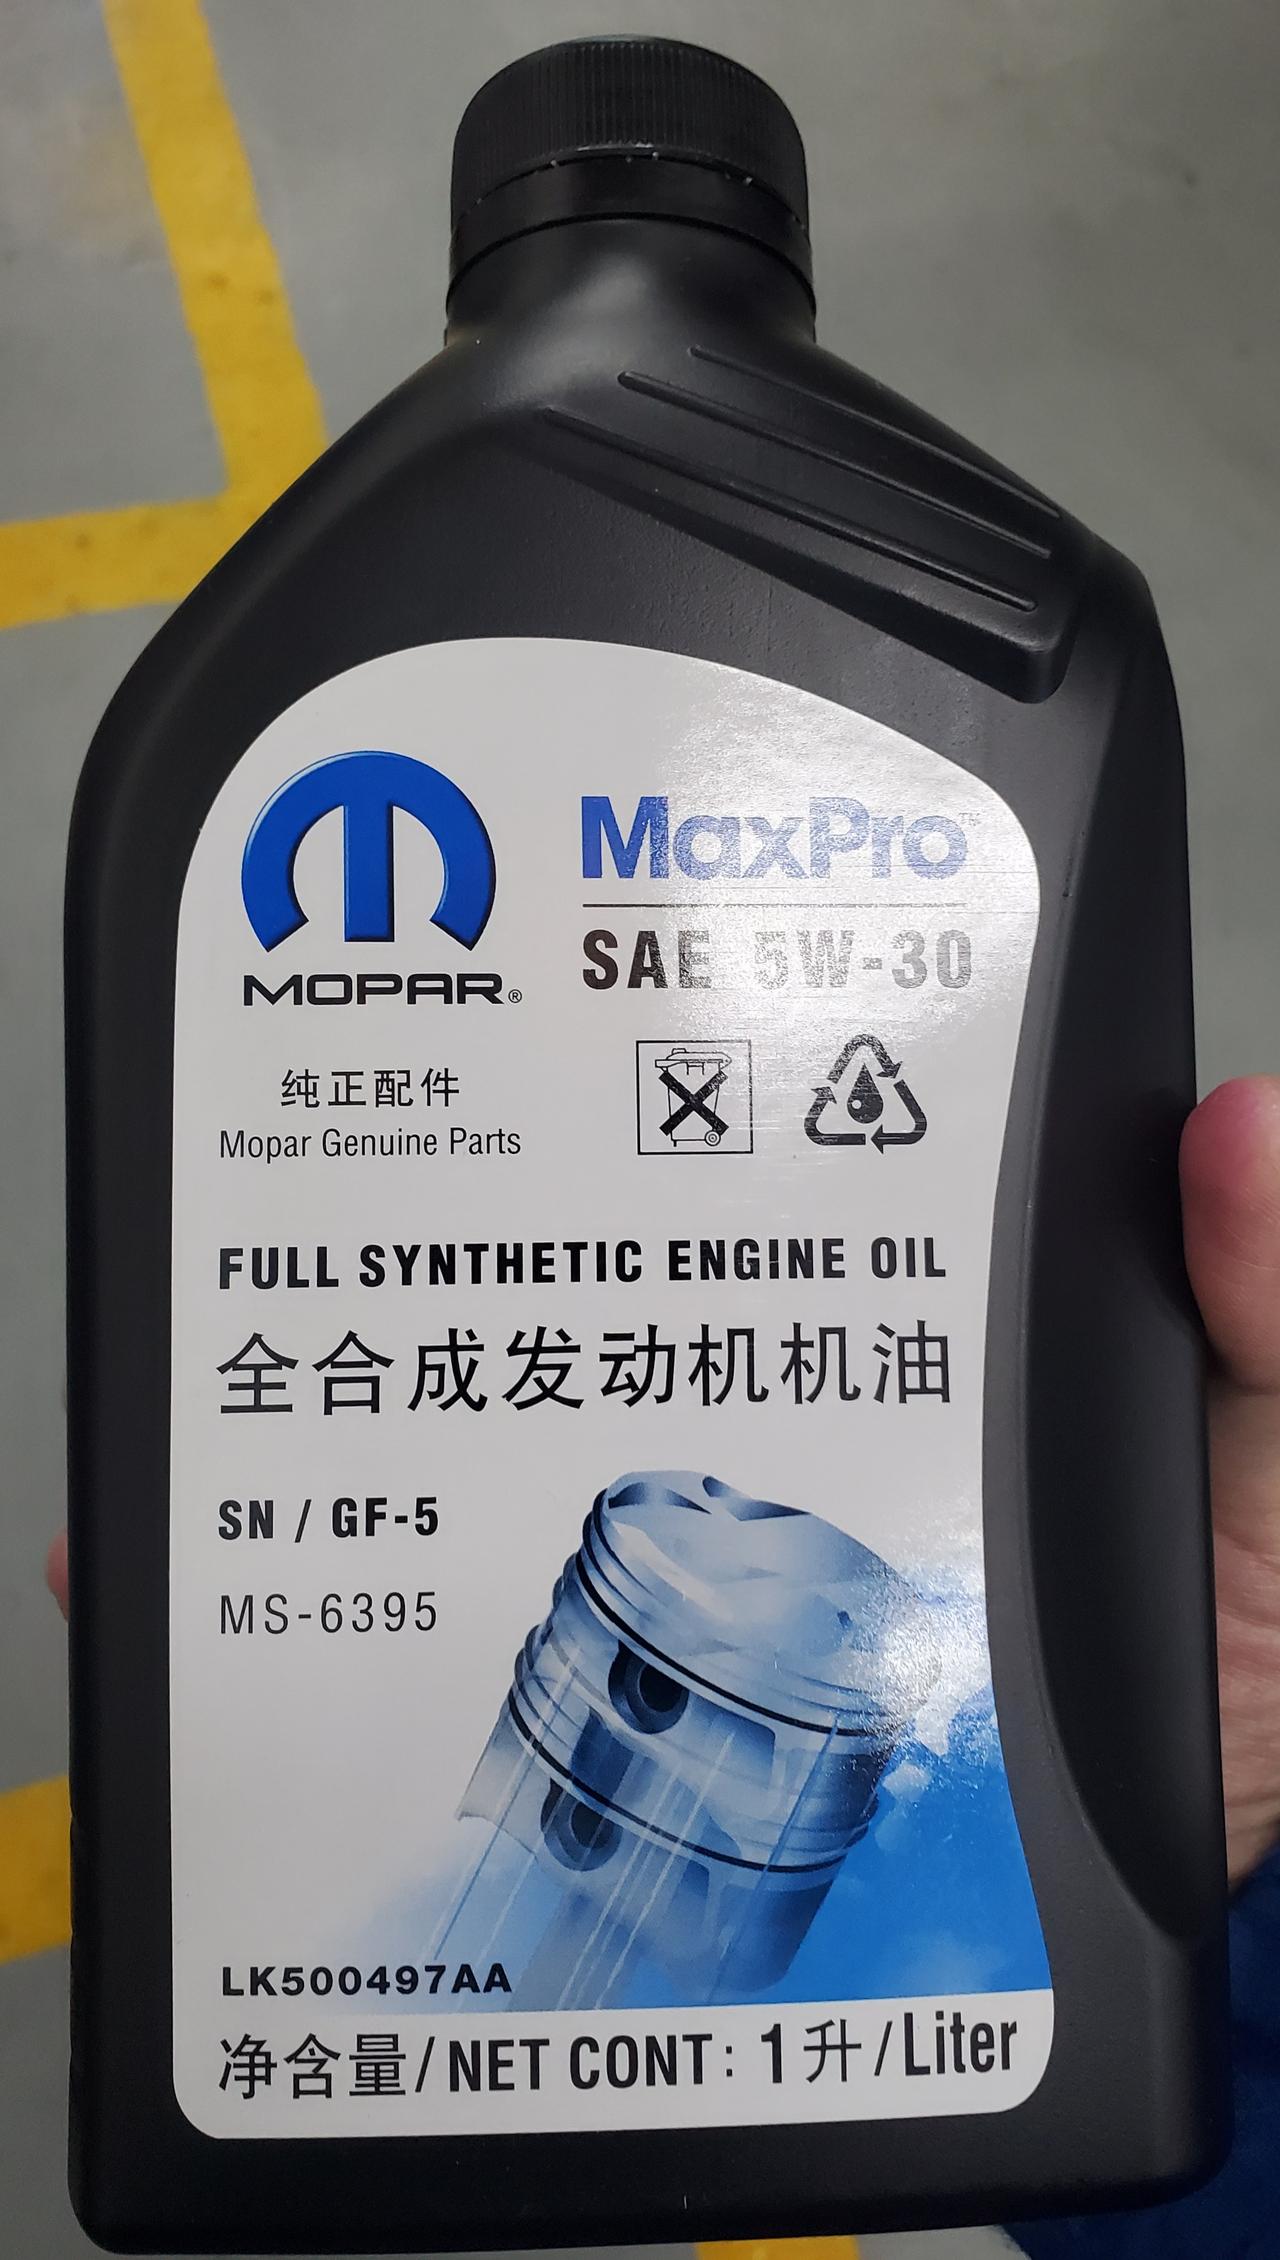 MOPAR®
MaxPro™
SAE 5W-30
纯正配件
Mopar Genuine Parts
FULL SYNTHETIC ENGINE OIL
全合成发动机机油
SN / GF-5
MS-6395
LK500497AA
净含量/NET CONT: 1升/Liter